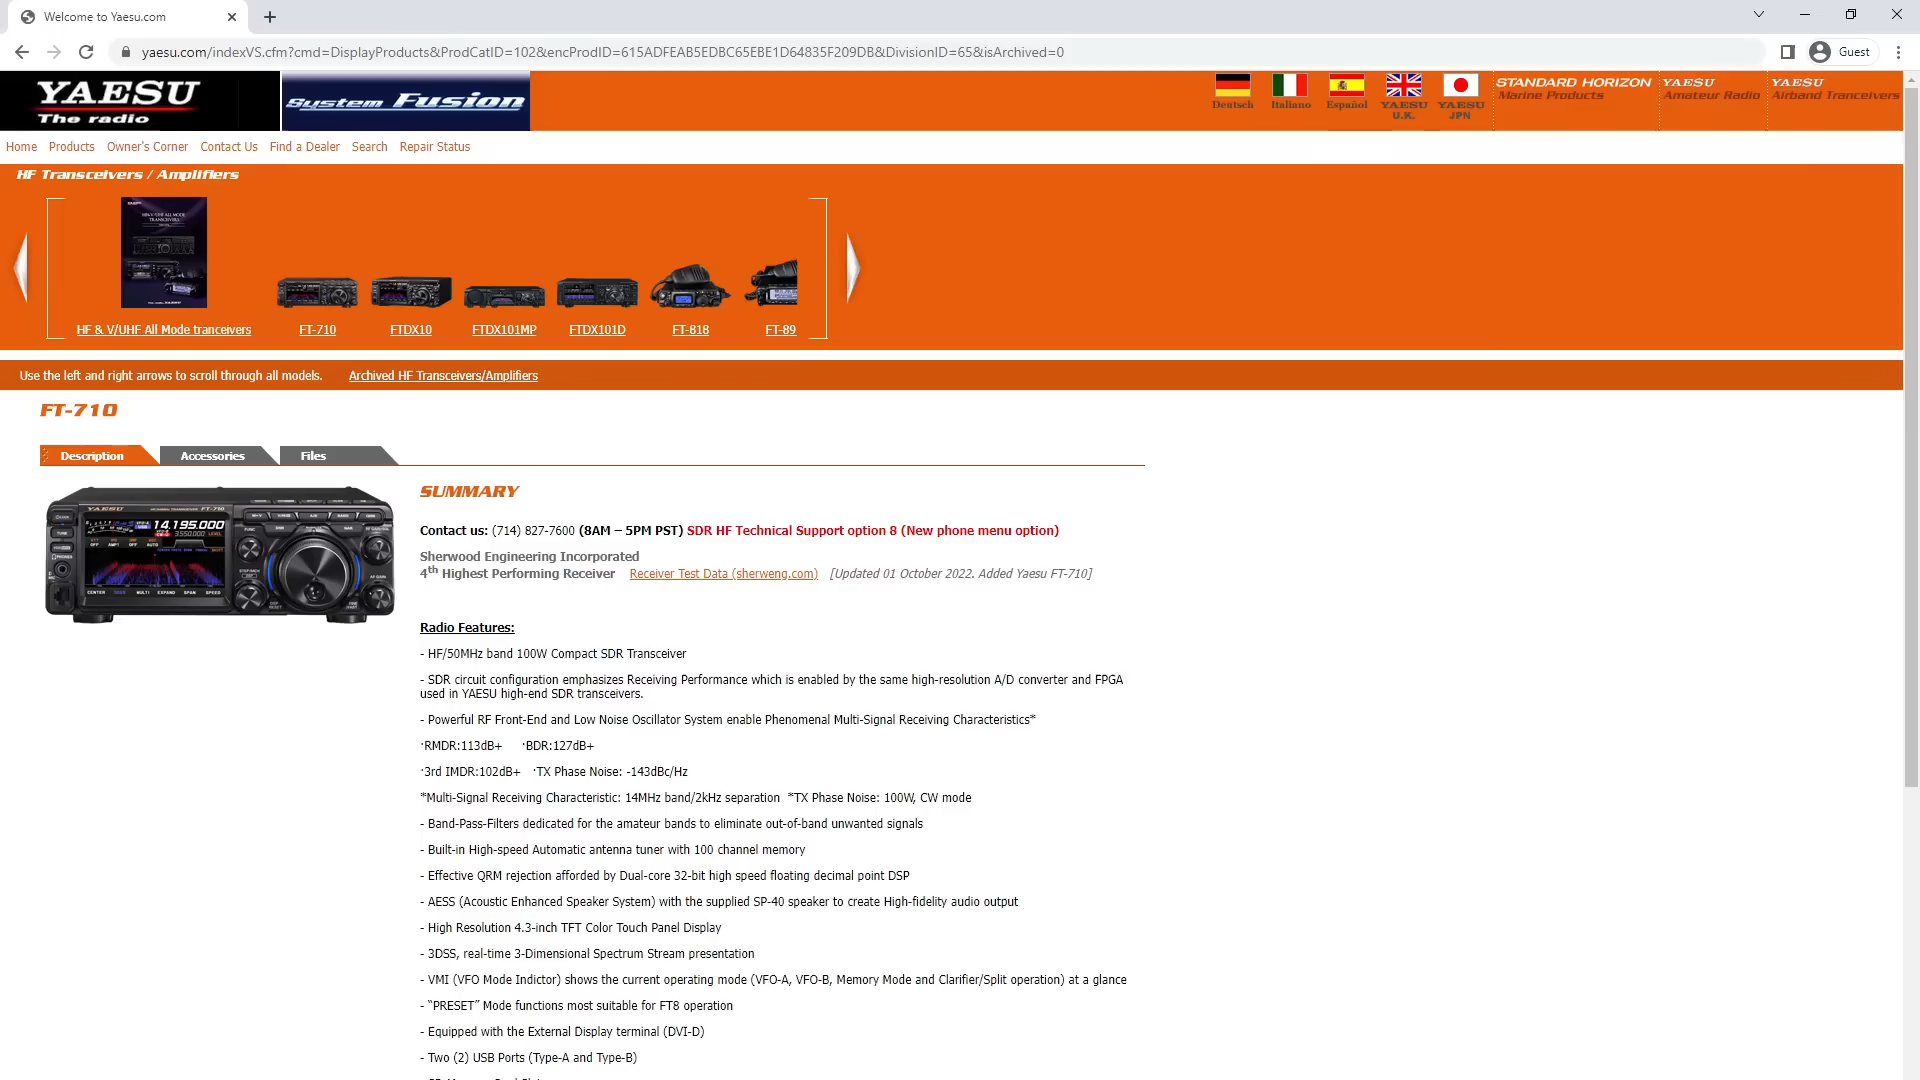 Welcome to Yaesu.com
yaesu.com/indexVS.cfm?cmd=DisplayProducts&ProdCatID=102&encProdID=615ADFEAB5EDBC65EBE1D64835F209DB&DivisionID=65&isArchived=0
Guest
YAESU
The radio
System Fusion
Deutsch
Italiano
Español
YAESU
U.K.
YAESU
JPN
STANDARD HORIZON
Marine Products
YAESU
Amateur Radio
YAESU
Airband Tranceivers
Home Products Owner's Corner Contact Us Find a Dealer Search Repair Status
HF Transceivers / Amplifiers
HF & V/UHF All Mode tranceivers FT-710 FTDX10 FTDX101MP FTDX101D FT-818 FT-89
Use the left and right arrows to scroll through all models. Archived HF Transceivers/Amplifiers
FT-710
Description Accessories Files
YAESU
FT-710
14,195.000
3,550.000
CENTER
MULTI EXPAND SPAN SPEED
SUMMARY
Contact us: (714) 827-7600 (8AM – 5PM PST) SDR HF Technical Support option 8 (New phone menu option)
Sherwood Engineering Incorporated
4th Highest Performing Receiver Receiver Test Data (sherweng.com) [Updated 01 October 2022. Added Yaesu FT-710]
Radio Features:
- HF/50MHz band 100W Compact SDR Transceiver
- SDR circuit configuration emphasizes Receiving Performance which is enabled by the same high-resolution A/D converter and FPGA
used in YAESU high-end SDR transceivers.
- Powerful RF Front-End and Low Noise Oscillator System enable Phenomenal Multi-Signal Receiving Characteristics*
·RMDR:113dB+ ·BDR:127dB+
·3rd IMDR:102dB+ ·TX Phase Noise: -143dBc/Hz
*Multi-Signal Receiving Characteristic: 14MHz band/2kHz separation *TX Phase Noise: 100W, CW mode
- Band-Pass-Filters dedicated for the amateur bands to eliminate out-of-band unwanted signals
- Built-in High-speed Automatic antenna tuner with 100 channel memory
- Effective QRM rejection afforded by Dual-core 32-bit high speed floating decimal point DSP
- AESS (Acoustic Enhanced Speaker System) with the supplied SP-40 speaker to create High-fidelity audio output
- High Resolution 4.3-inch TFT Color Touch Panel Display
- 3DSS, real-time 3-Dimensional Spectrum Stream presentation
- VMI (VFO Mode Indictor) shows the current operating mode (VFO-A, VFO-B, Memory Mode and Clarifier/Split operation) at a glance
- “PRESET” Mode functions most suitable for FT8 operation
- Equipped with the External Display terminal (DVI-D)
- Two (2) USB Ports (Type-A and Type-B)